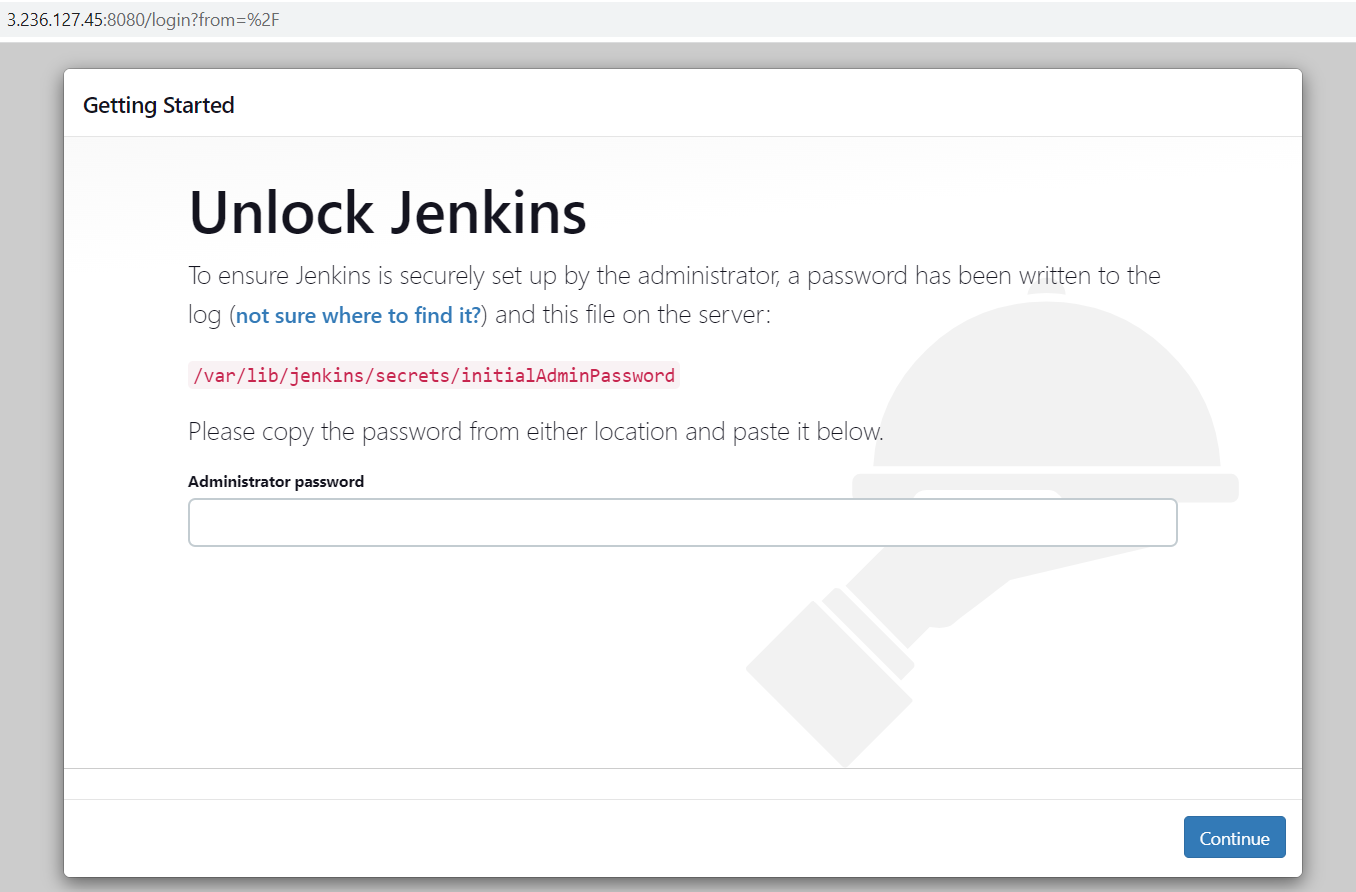 3.236.127.45:8080/login?from=%2F
Getting Started
Unlock Jenkins
To ensure Jenkins is securely set up by the administrator, a password has been written to the
log (not sure where to find it?) and this file on the server:
/var/lib/jenkins/secrets/initialAdminPassword
Please copy the password from either location and paste it below.
Administrator password
Continue